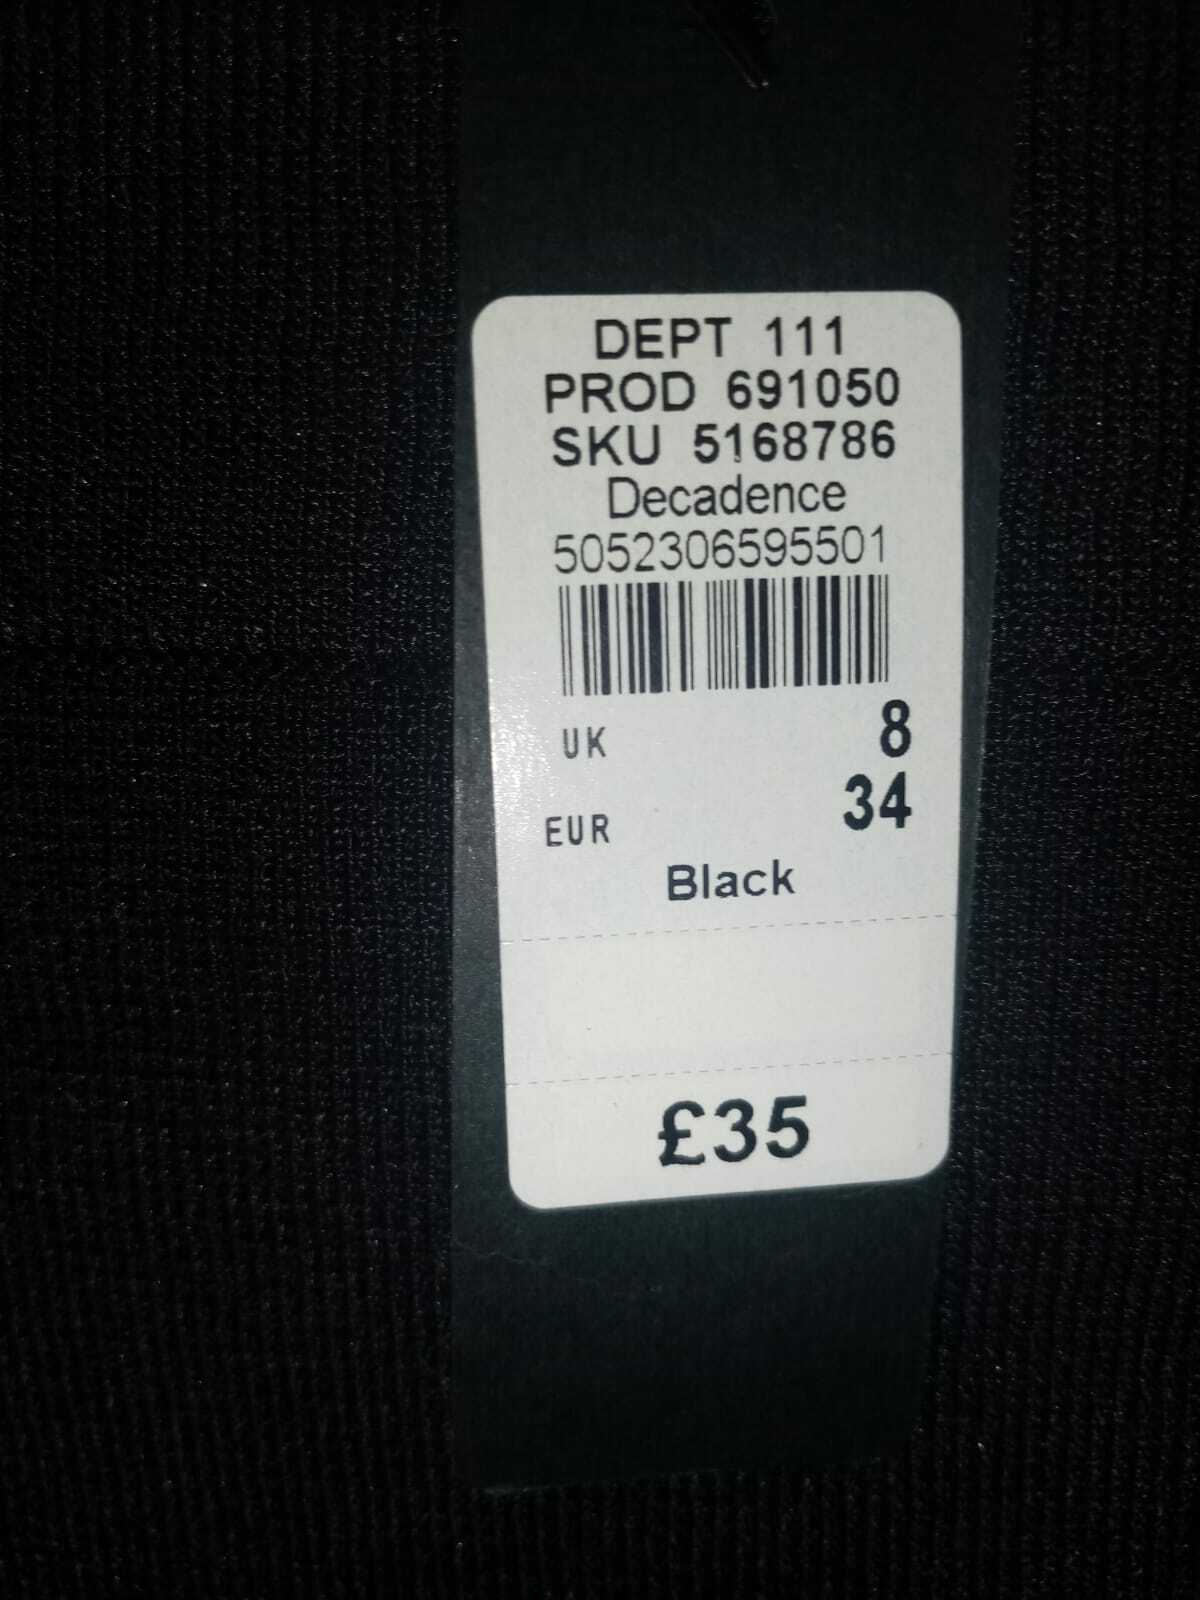 DEPT 111
PROD 691050
SKU 5168786
Decadence
5052306595501
UK 8
EUR 34
Black
£35